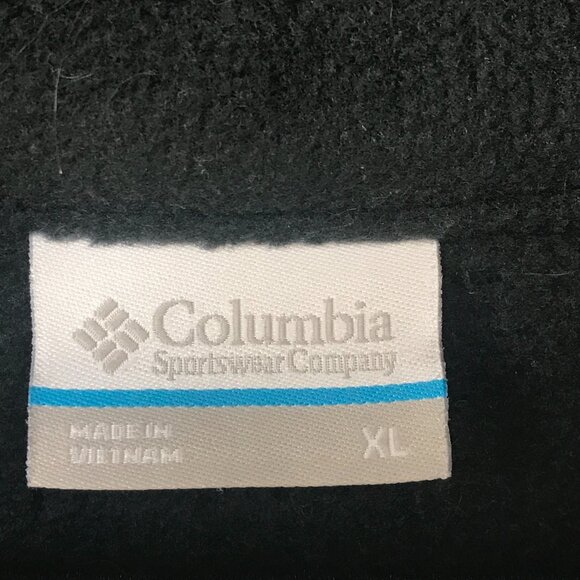 Columbia
Sportswear Company
MADE IN
VIETNAM
XL